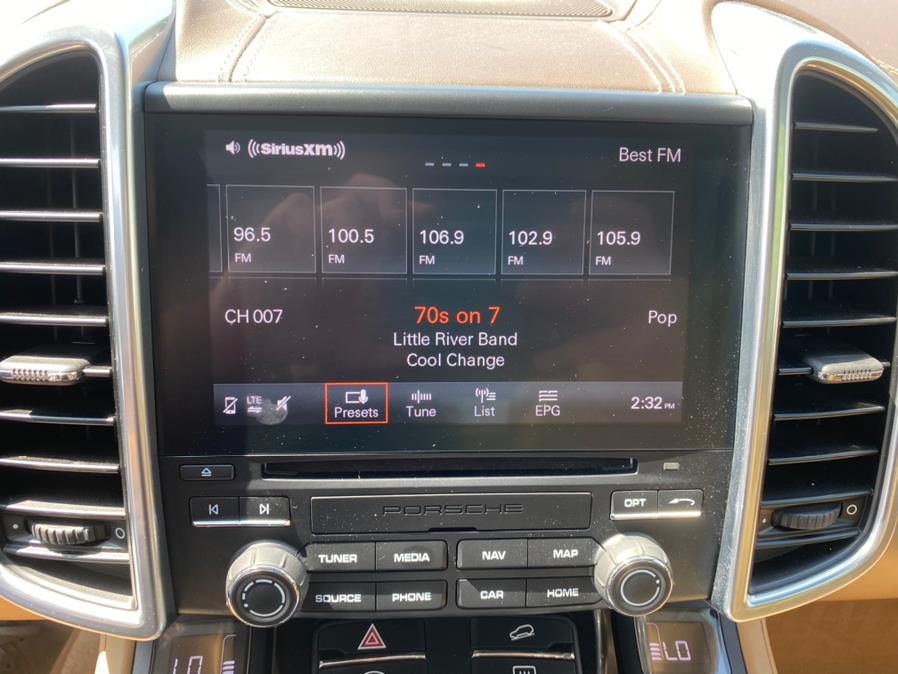 ((SiriusXM))
Best FM
96.5
FM
100.5
FM
106.9
FM
102.9
FM
105.9
FM
CH 007
70s on 7
Pop
Little River Band
Cool Change
LTE
Presets
Tune
List
EPG
2:32 PM
PORSCHE
OPT
TUNER
MEDIA
NAV
MAP
SOURCE
PHONE
CAR
HOME
LO
LO